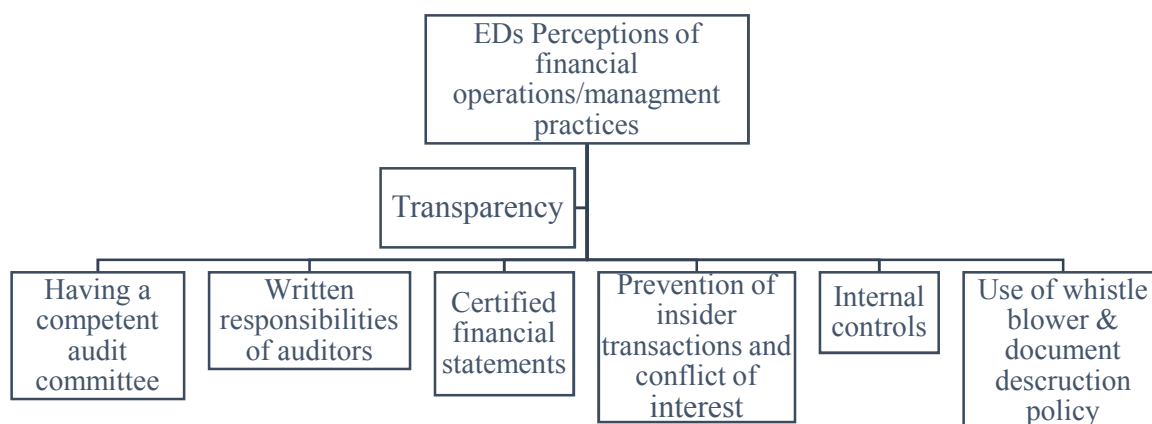 EDs Perceptions of
financial
operations/managment
practices
Transparency
Having a
competent
audit
committee
Written
responsibilities
of auditors
Certified
financial
statements
Prevention of
insider
transactions and
conflict of
interest
Internal
controls
Use of whistle
blower &
document
descruction
policy